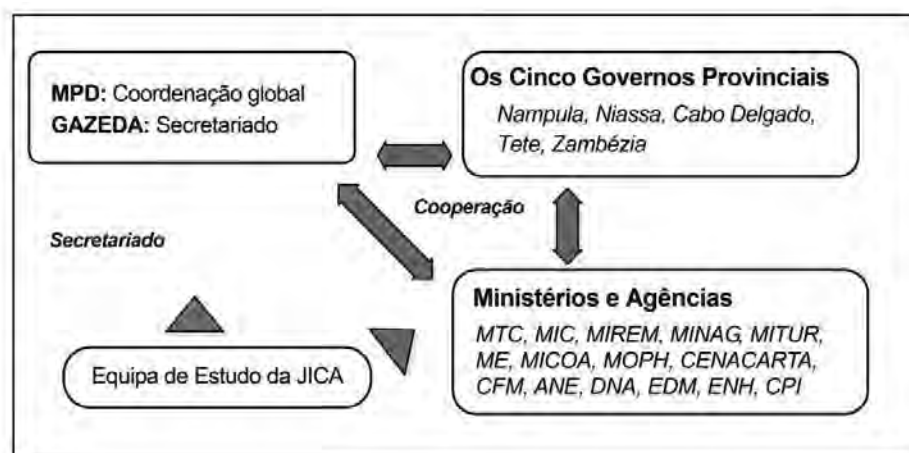 MPD: Coordenação global
GAZEDA: Secretariado
Os Cinco Governos Provinciais
Nampula, Niassa, Cabo Delgado,
Tete, Zambézia
Cooperação
Secretariado
Ministérios e Agências
MTC, MIC, MIREM, MINAG, MITUR,
ME, MICOA, MOPH, CENACARTA,
CFM, ANE, DNA, EDM, ENH, CPI
Equipa de Estudo da JICA